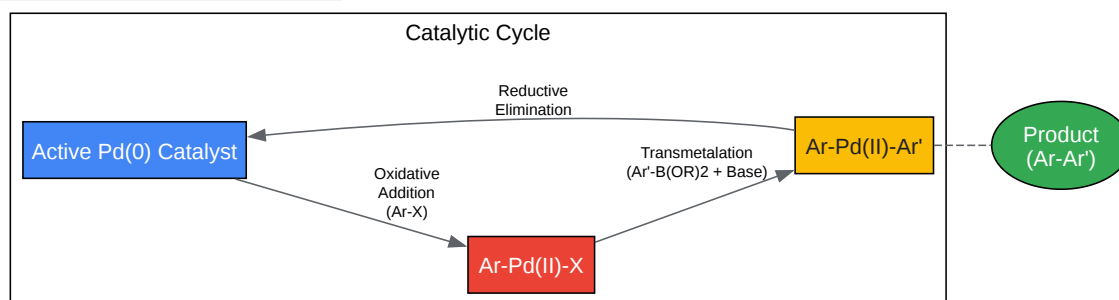 Catalytic Cycle
Reductive
Elimination
Active Pd(0) Catalyst
Oxidative
Addition
(Ar-X)
Transmetalation
(Ar'-B(OR)2 + Base)
Ar-Pd(II)-Ar'
Product
(Ar-Ar')
Ar-Pd(II)-X